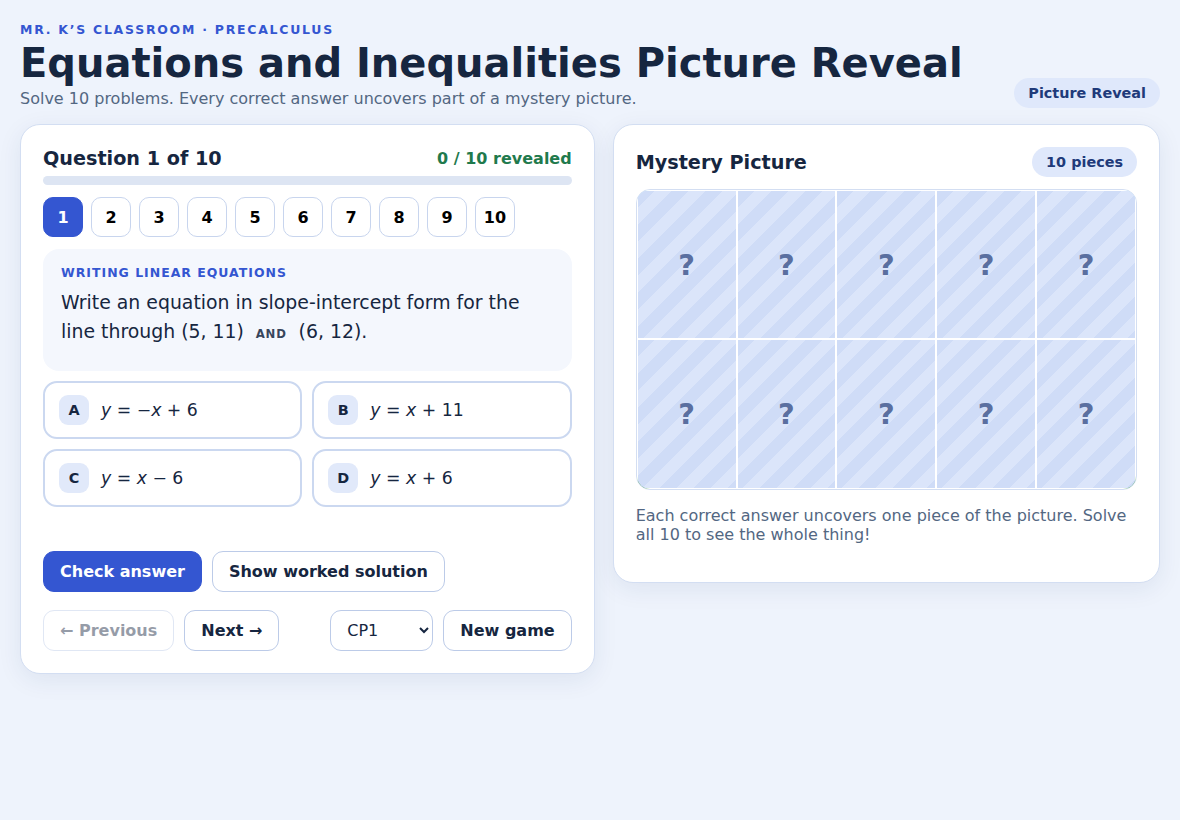 MR. K’S CLASSROOM · PRECALCULUS
Equations and Inequalities Picture Reveal
Solve 10 problems. Every correct answer uncovers part of a mystery picture.
Picture Reveal
Question 1 of 10
0 / 10 revealed
1 2 3 4 5 6 7 8 9 10
WRITING LINEAR EQUATIONS
Write an equation in slope-intercept form for the
line through (5, 11) AND (6, 12).
A y = −x + 6
B y = x + 11
C y = x − 6
D y = x + 6
Check answer
Show worked solution
← Previous
Next →
CP1
New game
Mystery Picture
10 pieces
? ? ? ? ?
? ? ? ? ?
Each correct answer uncovers one piece of the picture. Solve
all 10 to see the whole thing!